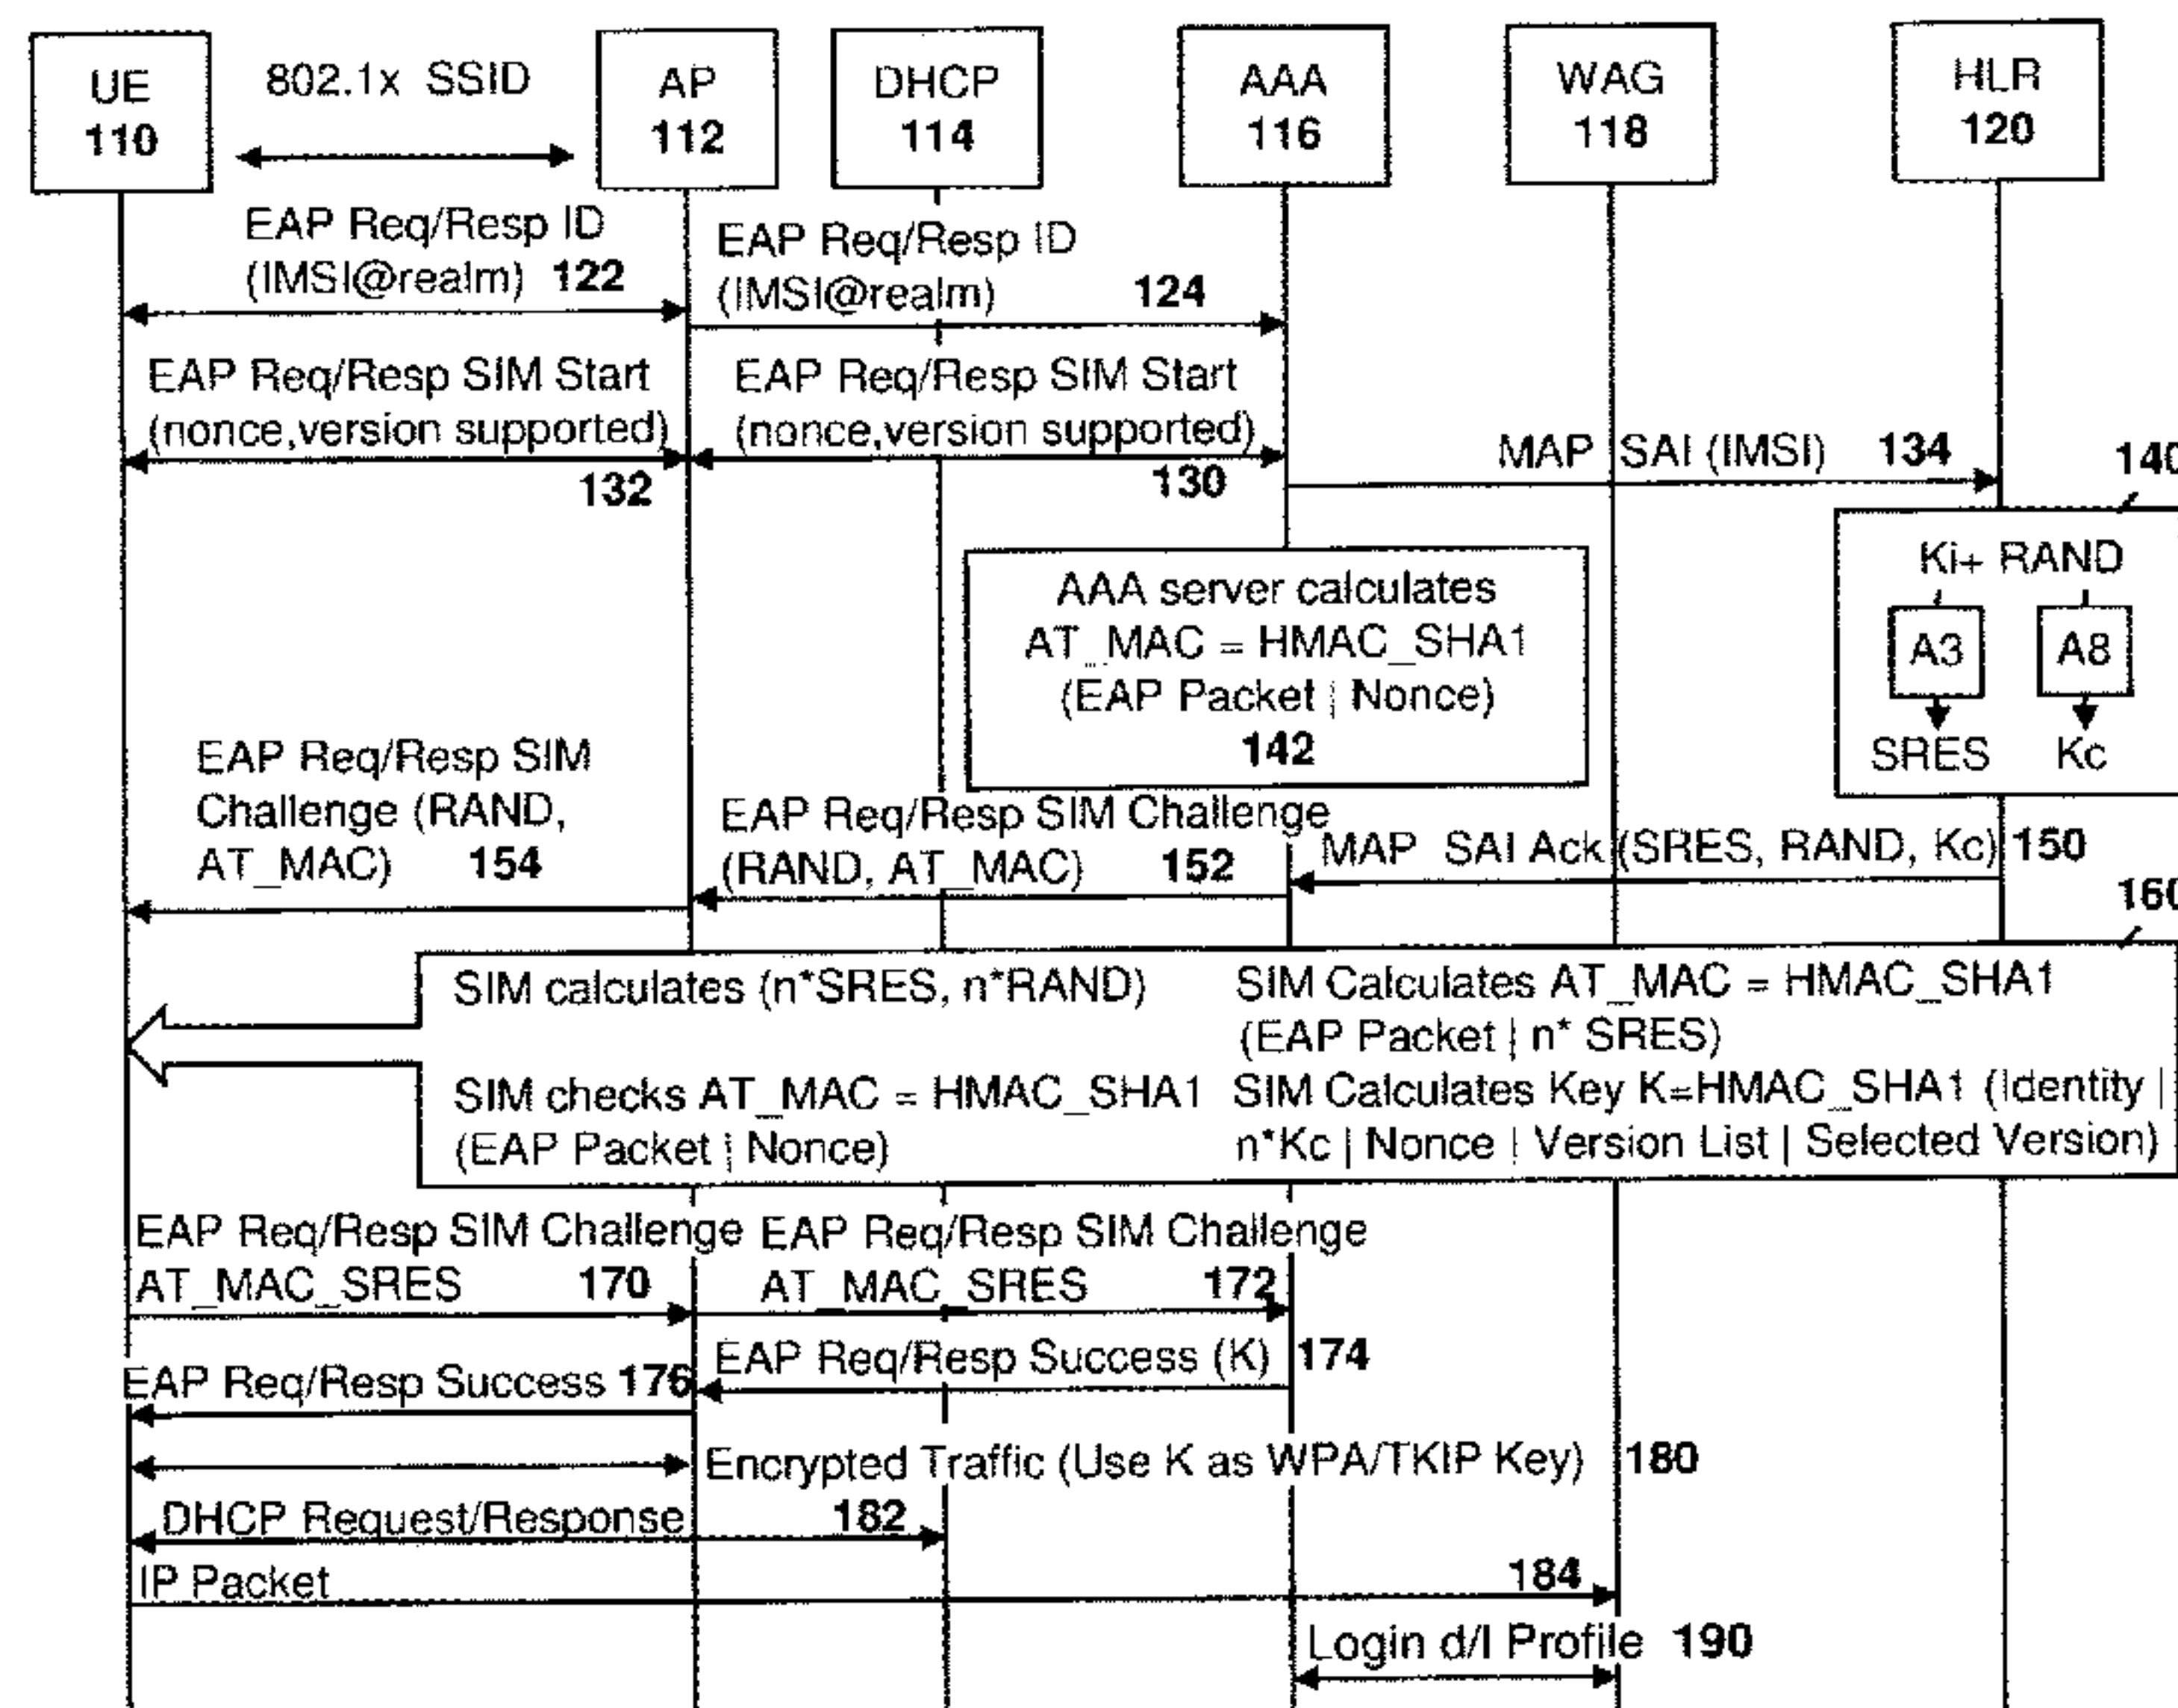 UE
110
802.1x SSID
AP
112
DHCP
114
AAA
116
WAG
118
HLR
120
EAP Req/Resp ID
(IMSI@realm) 122
EAP Req/Resp ID
(IMSI@realm) 124
EAP Req/Resp SIM Start
(nonce,version supported)
132
EAP Req/Resp SIM Start
(nonce,version supported)
130
MAP SAI (IMSI) 134
140
Ki+ RAND
A3
A8
SRES
Kc
AAA server calculates
AT_MAC = HMAC_SHA1
(EAP Packet | Nonce)
142
EAP Req/Resp SIM
Challenge (RAND,
AT_MAC) 154
EAP Req/Resp SIM Challenge
(RAND, AT_MAC) 152
MAP SAI Ack (SRES, RAND, Kc) 150
160
SIM calculates (n*SRES, n*RAND)
SIM checks AT_MAC = HMAC_SHA1
(EAP Packet | Nonce)
SIM Calculates AT_MAC = HMAC_SHA1
(EAP Packet | n* SRES)
SIM Calculates Key K=HMAC_SHA1 (Identity |
n*Kc | Nonce | Version List | Selected Version)
EAP Req/Resp SIM Challenge
AT_MAC_SRES 170
EAP Req/Resp SIM Challenge
AT_MAC_SRES 172
EAP Req/Resp Success (K) 174
EAP Req/Resp Success 176
Encrypted Traffic (Use K as WPA/TKIP Key) 180
DHCP Request/Response 182
IP Packet 184
Login d/l Profile 190